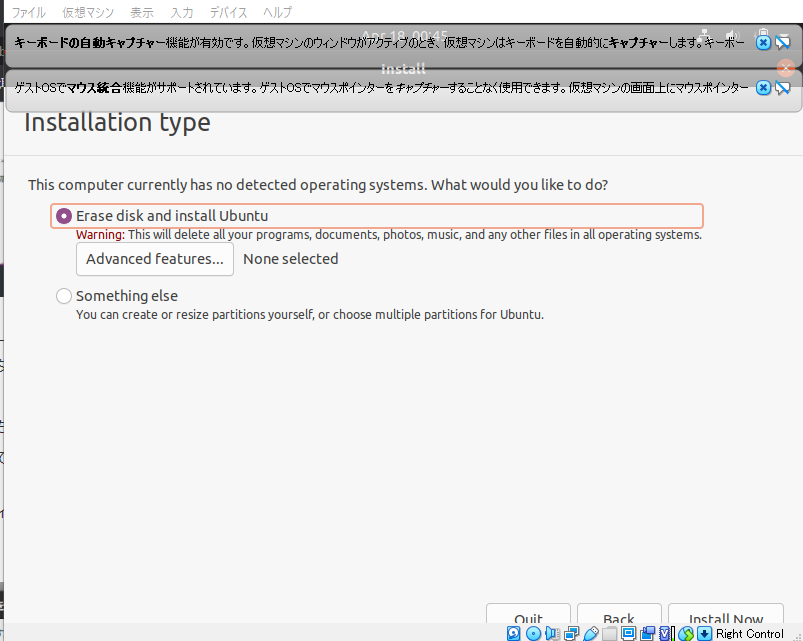 ファイル 仮想マシン 表示 入力 デバイス ヘルプ
Apr 18 00:45
キーボードの自動キャプチャー機能が有効です。仮想マシンのウィンドウがアクティブのとき、仮想マシンはキーボードを自動的にキャプチャーします。キーボー
Install
ゲストOSでマウス統合機能がサポートされています。ゲストOSでマウスポインターをキャプチャーすることなく使用できます。仮想マシンの画面上にマウスポインター
Installation type
This computer currently has no detected operating systems. What would you like to do?
Erase disk and install Ubuntu
Warning: This will delete all your programs, documents, photos, music, and any other files in all operating systems.
Advanced features... None selected
Something else
You can create or resize partitions yourself, or choose multiple partitions for Ubuntu.
Quit Back Install Now
Right Control